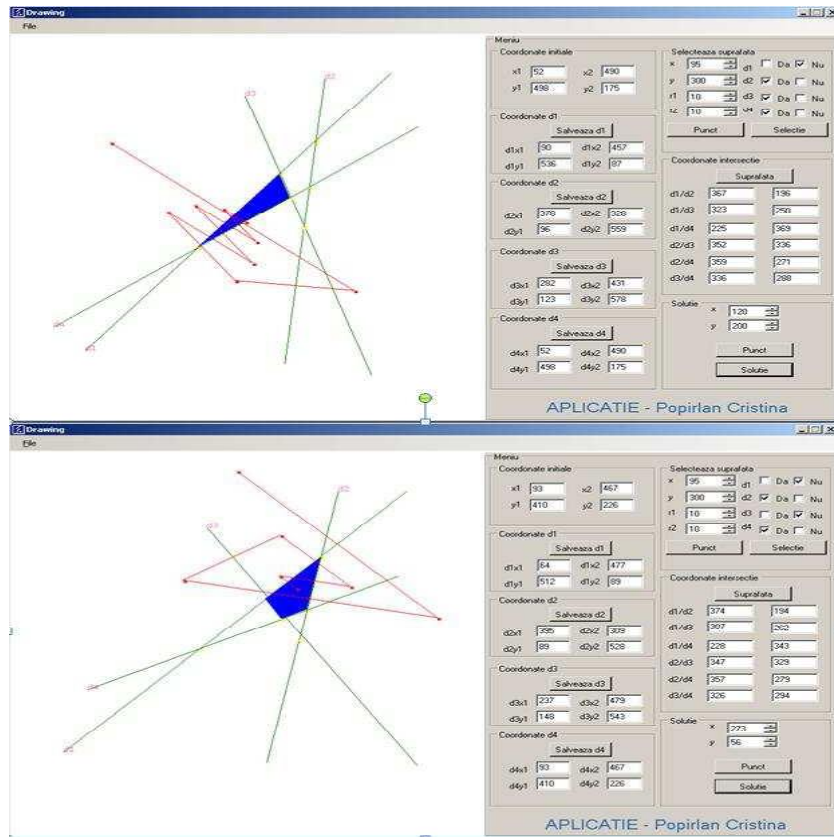 Drawing
File
Meniu
Coordonate initiale
x1 52 x2 490
y1 498 y2 175
Coordonate d1
Salveaza d1
d1x1 90 d1x2 457
d1y1 536 d1y2 87
Coordonate d2
Salveaza d2
d2x1 378 d2x2 328
d2y1 96 d2y2 559
Coordonate d3
Salveaza d3
d3x1 282 d3x2 431
d3y1 123 d3y2 578
Coordonate d4
Salveaza d4
d4x1 52 d4x2 490
d4y1 498 d4y2 175
Selecteaza suprafata
x 95 d1 Da Nu
y 300 d2 Da Nu
r1 10 d3 Da Nu
r2 10 d4 Da Nu
Punct Selectie
Coordonate intersectie
Suprafata
d1/d2 367 196
d1/d3 323 250
d1/d4 225 369
d2/d3 352 336
d2/d4 359 271
d3/d4 336 288
Solutie
x 120
y 200
Punct
Solutie
d3
d2
d4
d1
APLICATIE - Popirlan Cristina
Drawing
File
Meniu
Coordonate initiale
x1 93 x2 467
y1 410 y2 226
Coordonate d1
Salveaza d1
d1x1 64 d1x2 477
d1y1 512 d1y2 89
Coordonate d2
Salveaza d2
d2x1 395 d2x2 309
d2y1 89 d2y2 528
Coordonate d3
Salveaza d3
d3x1 237 d3x2 479
d3y1 148 d3y2 543
Coordonate d4
Salveaza d4
d4x1 93 d4x2 467
d4y1 410 d4y2 226
Selecteaza suprafata
x 95 d1 Da Nu
y 300 d2 Da Nu
r1 10 d3 Da Nu
r2 10 d4 Da Nu
Punct Selectie
Coordonate intersectie
Suprafata
d1/d2 374 194
d1/d3 307 262
d1/d4 228 343
d2/d3 347 329
d2/d4 357 279
d3/d4 326 294
Solutie
x 273
y 56
Punct
Solutie
d2
d3
d4
d1
APLICATIE - Popirlan Cristina